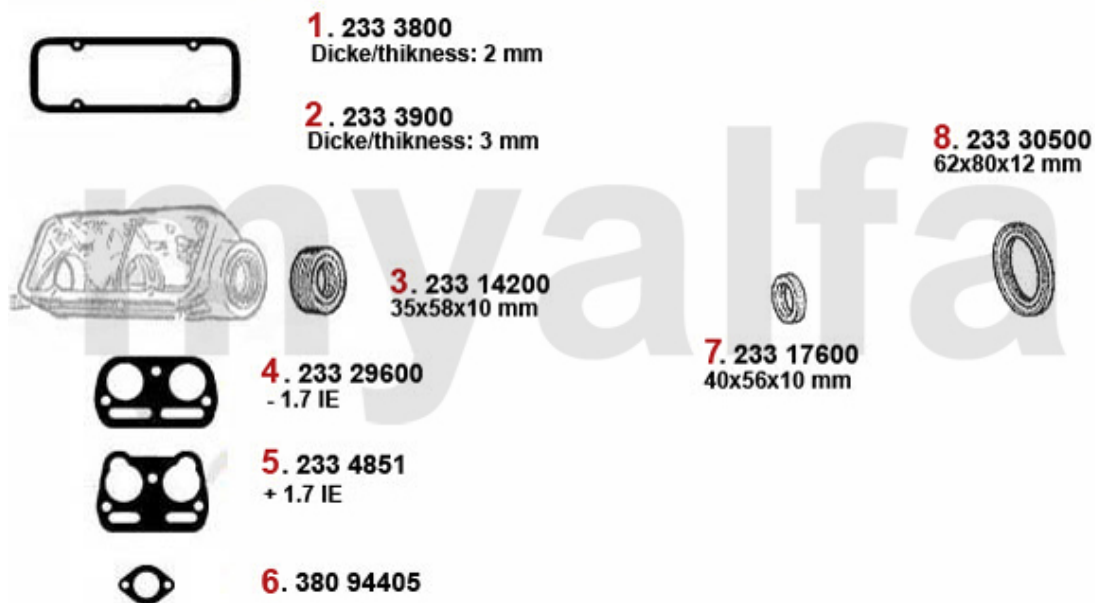 1. 233 3800
Dicke/thikness: 2 mm
2. 233 3900
Dicke/thikness: 3 mm
8. 233 30500
62x80x12 mm
myalfa
3. 233 14200
35x58x10 mm
7. 233 17600
40x56x10 mm
4. 233 29600
- 1.7 IE
5. 233 4851
+ 1.7 IE
6. 380 94405